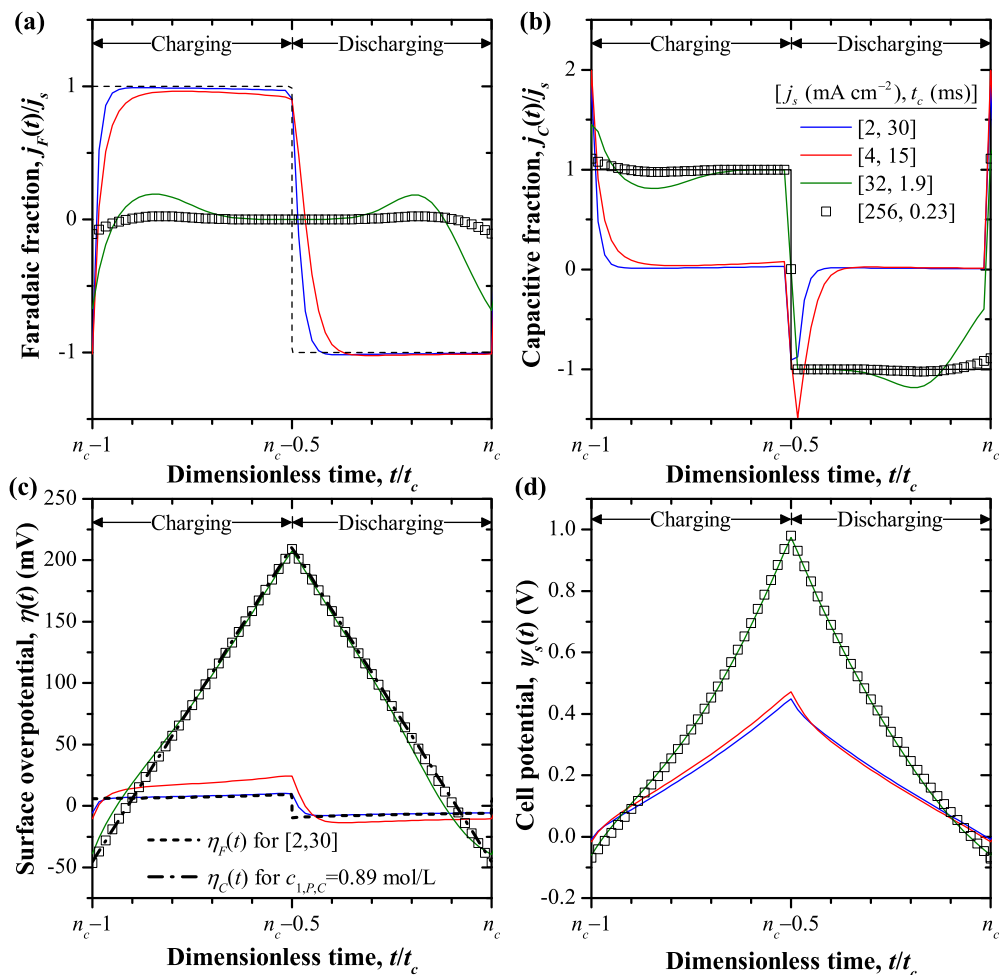 (a)
Charging
Discharging
Faradaic fraction, j_F(t)/j_s
1
0
-1
n_c–1
n_c–0.5
n_c
Dimensionless time, t/t_c
(b)
Charging
Discharging
Capacitive fraction, j_C(t)/j_s
2
1
0
-1
[j_s (mA cm⁻²), t_c (ms)]
[2, 30]
[4, 15]
[32, 1.9]
[256, 0.23]
n_c–1
n_c–0.5
n_c
Dimensionless time, t/t_c
(c)
Charging
Discharging
Surface overpotential, η(t) (mV)
250
200
150
100
50
0
-50
η_F(t) for [2,30]
η_C(t) for c_{1,P,C}=0.89 mol/L
n_c–1
n_c–0.5
n_c
Dimensionless time, t/t_c
(d)
Charging
Discharging
Cell potential, ψ_s(t) (V)
1.0
0.8
0.6
0.4
0.2
0.0
-0.2
n_c–1
n_c–0.5
n_c
Dimensionless time, t/t_c